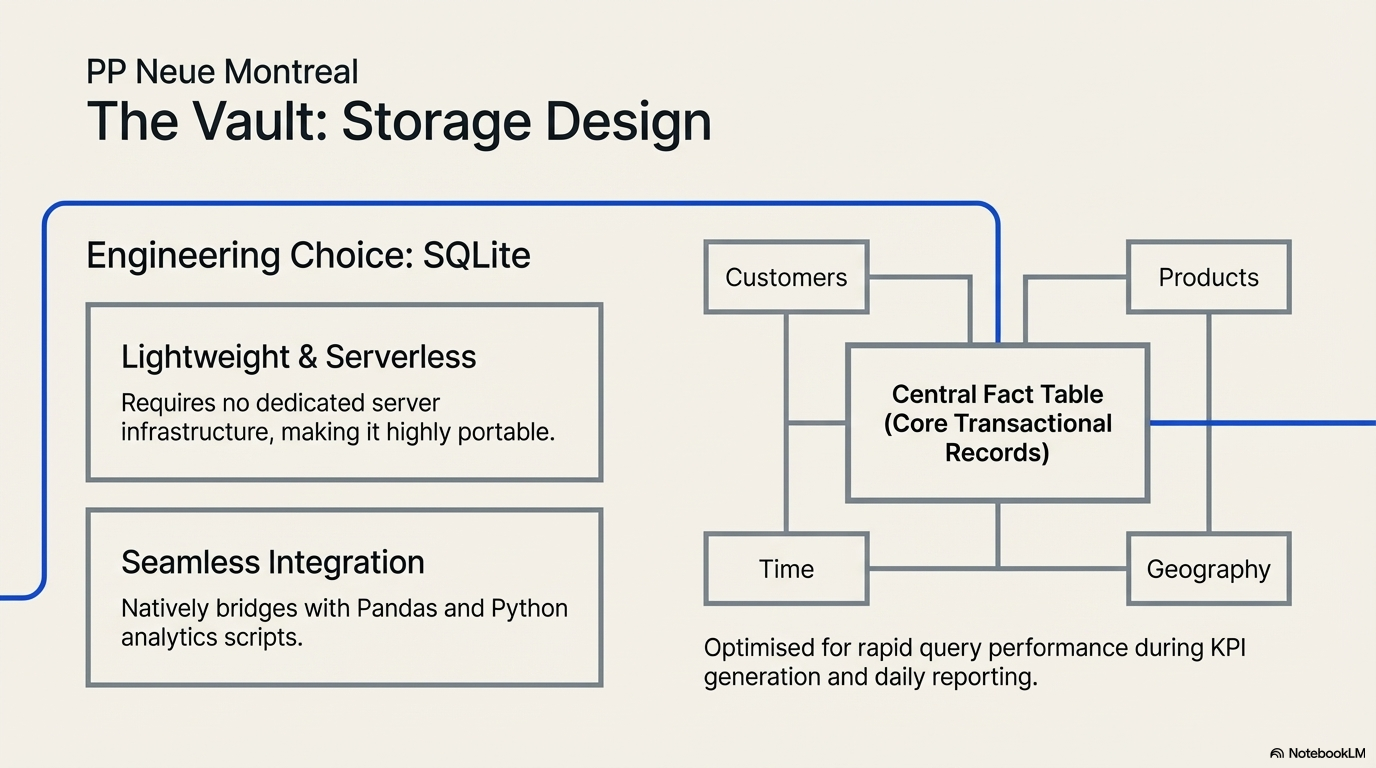 PP Neue Montreal
The Vault: Storage Design
Engineering Choice: SQLite
Lightweight & Serverless
Requires no dedicated server
infrastructure, making it highly portable.
Seamless Integration
Natively bridges with Pandas and Python
analytics scripts.
Customers
Products
Central Fact Table
(Core Transactional
Records)
Time
Geography
Optimised for rapid query performance during KPI
generation and daily reporting.
NotebookLM